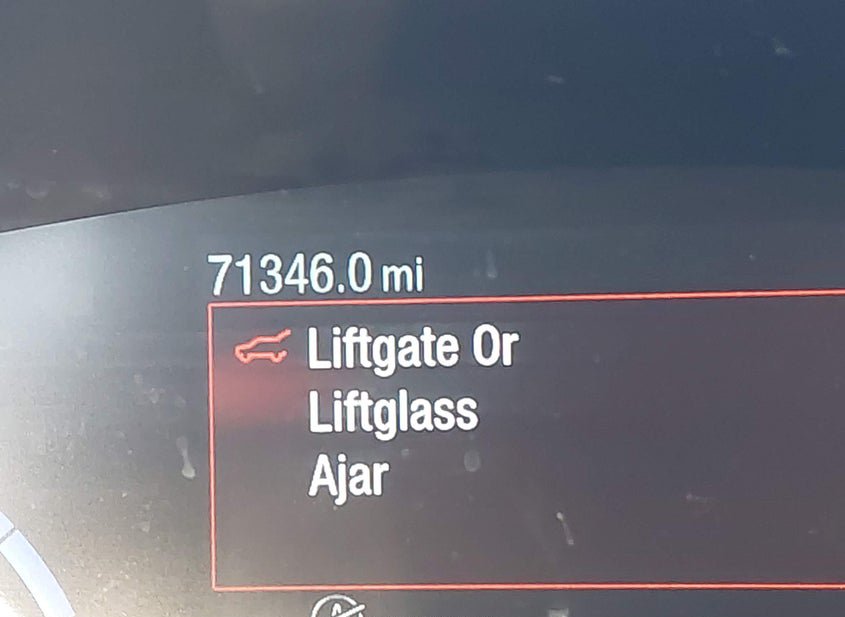 71346.0 mi
Liftgate Or
Liftglass
Ajar